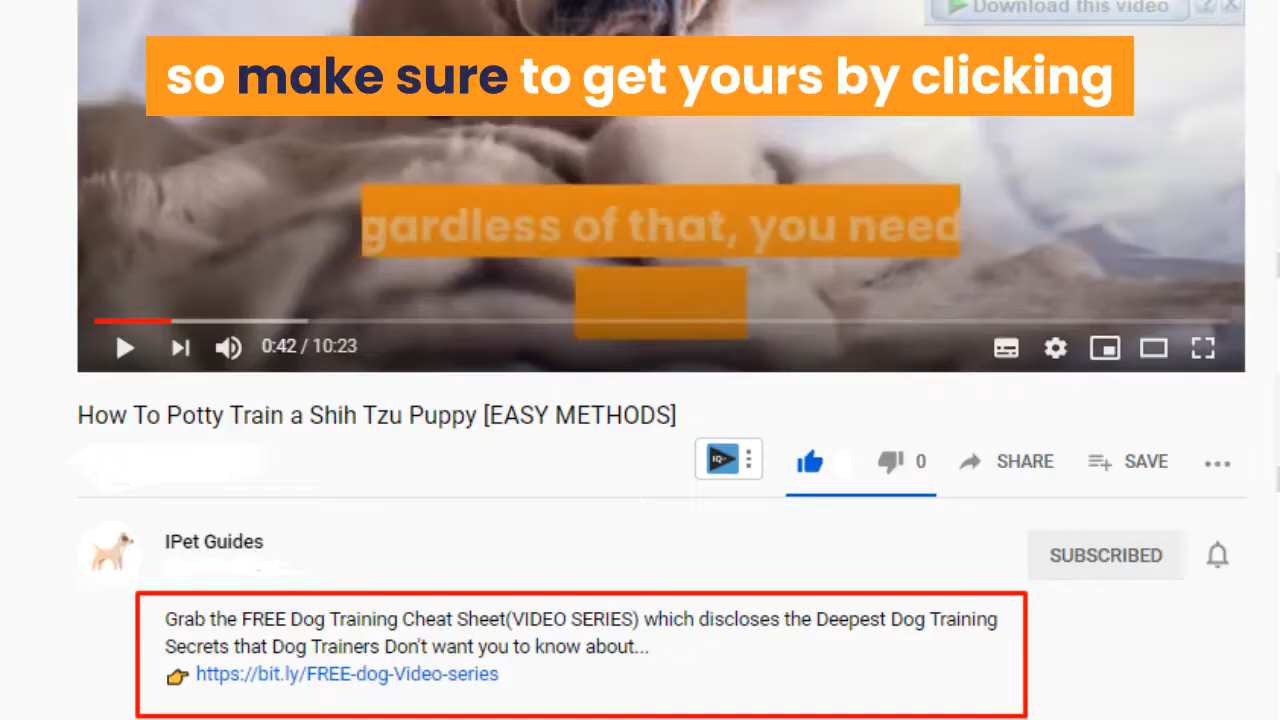 Download this video
so make sure to get yours by clicking
gardless of that, you need
0:42 / 10:23
How To Potty Train a Shih Tzu Puppy [EASY METHODS]
IQ
0
SHARE
SAVE
IPet Guides
SUBSCRIBED
Grab the FREE Dog Training Cheat Sheet(VIDEO SERIES) which discloses the Deepest Dog Training
Secrets that Dog Trainers Don't want you to know about...
https://bit.ly/FREE-dog-Video-series